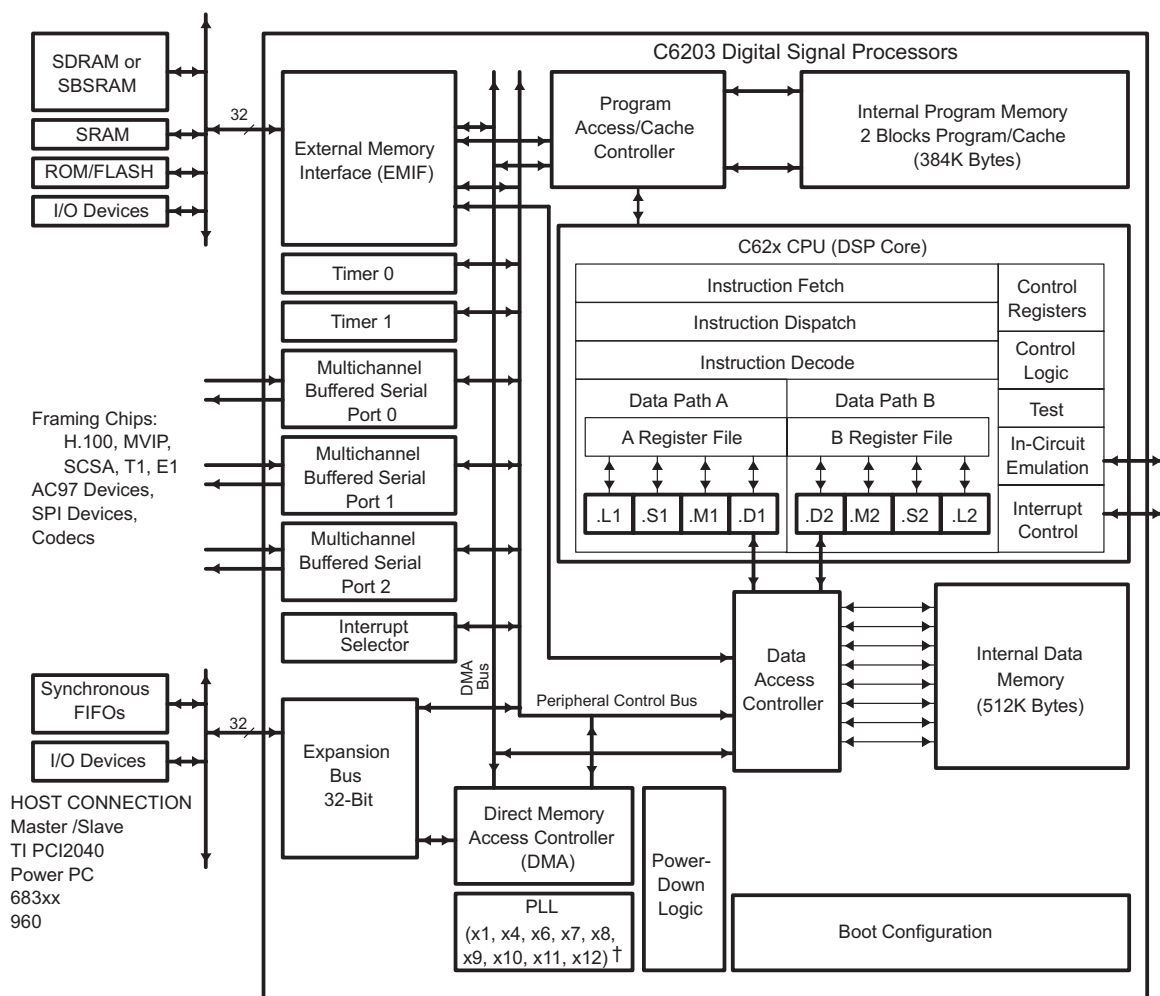 C6203 Digital Signal Processors
SDRAM or
SBSRAM
SRAM
ROM/FLASH
I/O Devices
32
External Memory
Interface (EMIF)
Program
Access/Cache
Controller
Internal Program Memory
2 Blocks Program/Cache
(384K Bytes)
Timer 0
Timer 1
Multichannel
Buffered Serial
Port 0
Multichannel
Buffered Serial
Port 1
Multichannel
Buffered Serial
Port 2
Interrupt
Selector
Framing Chips:
H.100, MVIP,
SCSA, T1, E1
AC97 Devices,
SPI Devices,
Codecs
C62x CPU (DSP Core)
Instruction Fetch
Instruction Dispatch
Instruction Decode
Data Path A
Data Path B
A Register File
B Register File
.L1 .S1 .M1 .D1
.D2 .M2 .S2 .L2
Control
Registers
Control
Logic
Test
In-Circuit
Emulation
Interrupt
Control
Synchronous
FIFOs
I/O Devices
32
HOST CONNECTION
Master /Slave
TI PCI2040
Power PC
683xx
960
Expansion
Bus
32-Bit
DMA
Bus
Peripheral Control Bus
Data
Access
Controller
Internal Data
Memory
(512K Bytes)
Direct Memory
Access Controller
(DMA)
PLL
(x1, x4, x6, x7, x8,
x9, x10, x11, x12) †
Power-
Down
Logic
Boot Configuration